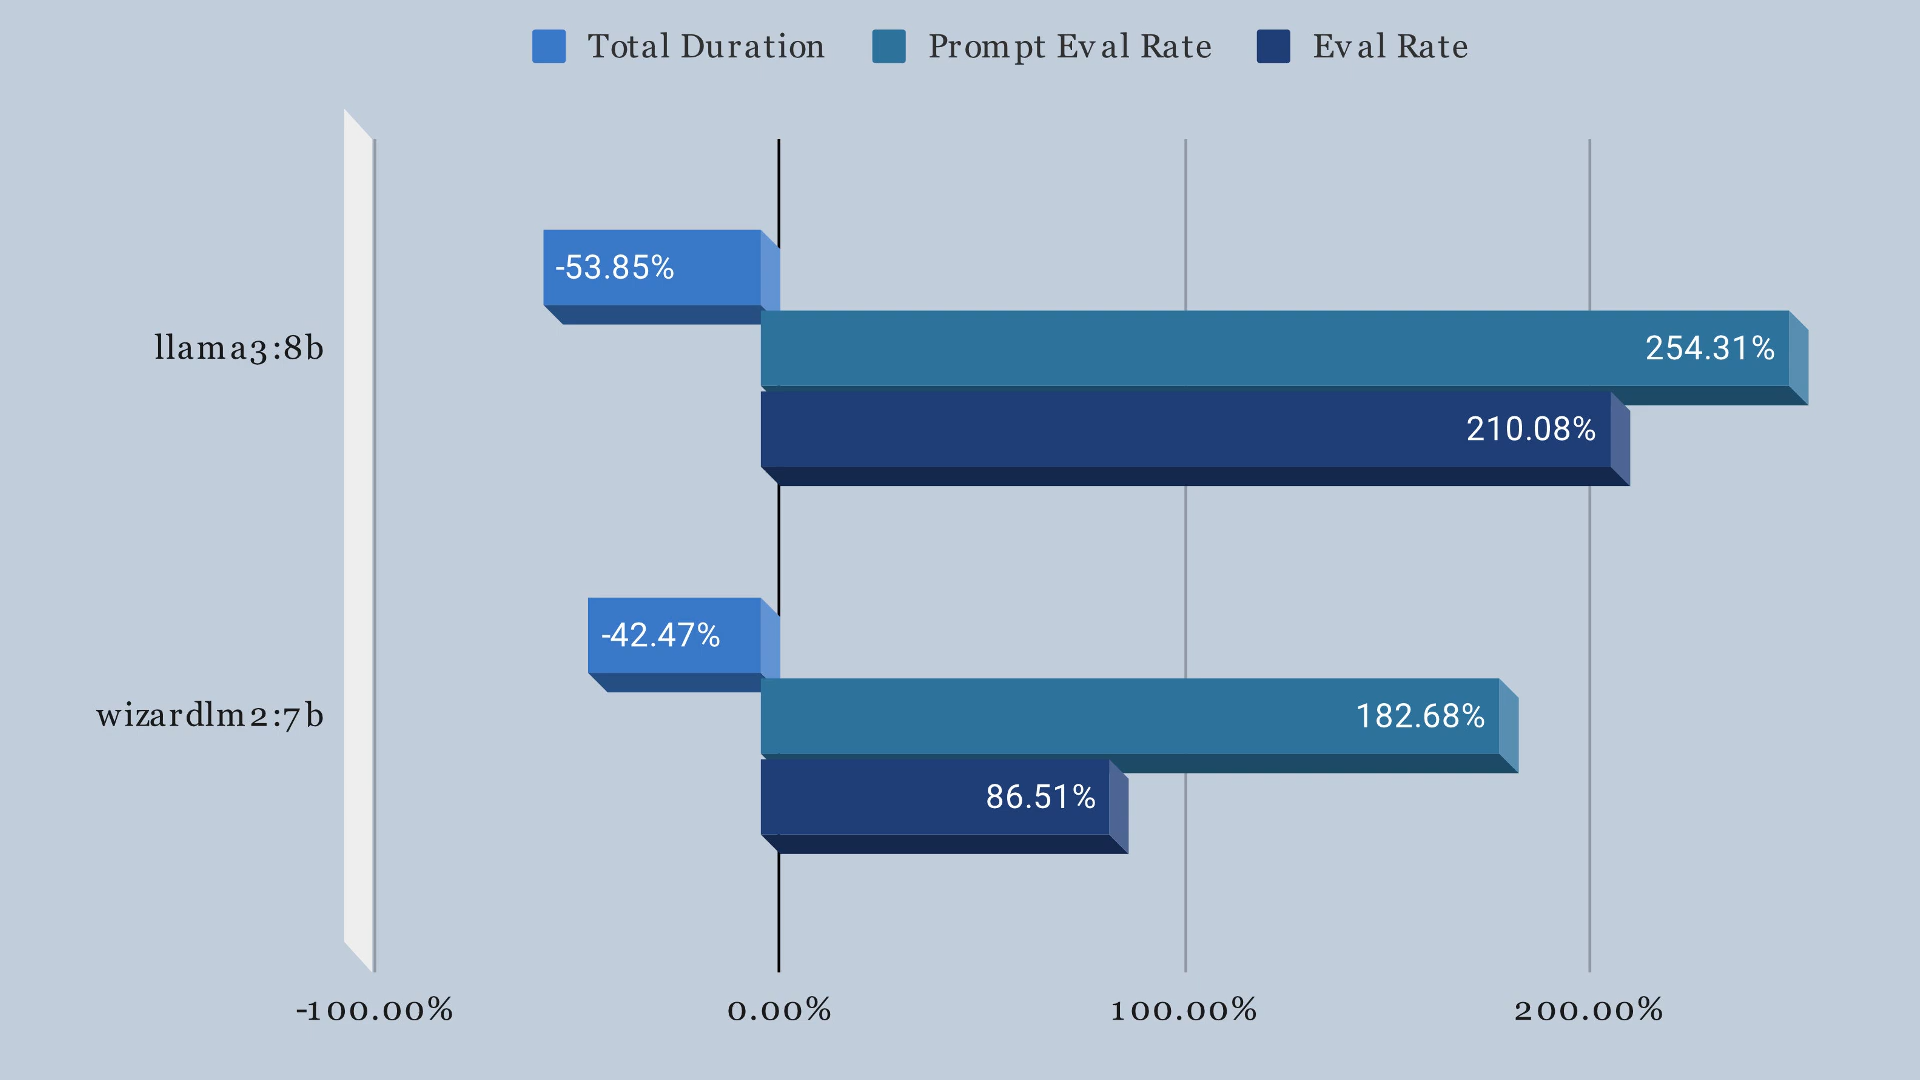 Total Duration Prompt Eval Rate Eval Rate
-53.85%
llama3:8b
254.31%
210.08%
-42.47%
wizardlm2:7b
182.68%
86.51%
-100.00% 0.00% 100.00% 200.00%